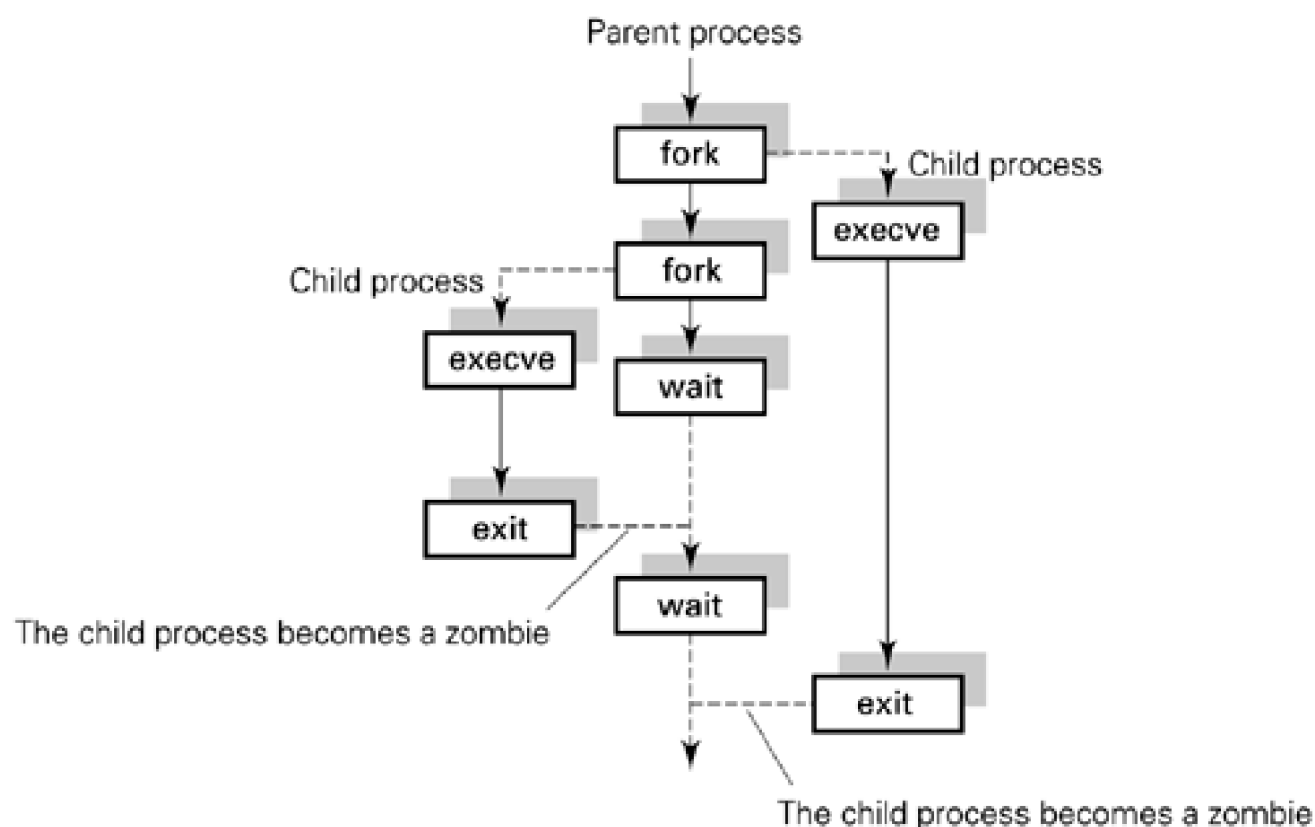 Parent process
fork
Child process
execve
fork
Child process
execve
wait
exit
wait
The child process becomes a zombie
exit
The child process becomes a zombie